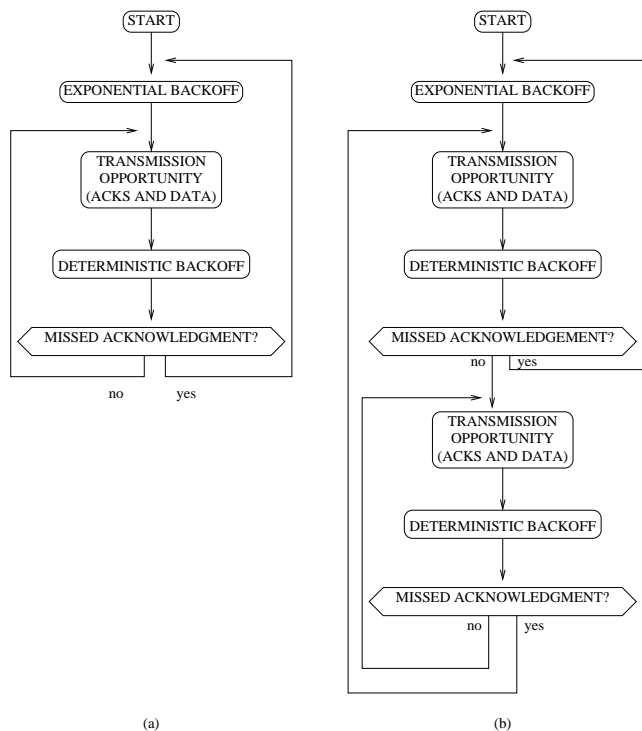 START
EXPONENTIAL BACKOFF
TRANSMISSION
OPPORTUNITY
(ACKS AND DATA)
DETERMINISTIC BACKOFF
MISSED ACKNOWLEDGMENT?
no yes
(a)
START
EXPONENTIAL BACKOFF
TRANSMISSION
OPPORTUNITY
(ACKS AND DATA)
DETERMINISTIC BACKOFF
MISSED ACKNOWLEDGEMENT?
no yes
TRANSMISSION
OPPORTUNITY
(ACKS AND DATA)
DETERMINISTIC BACKOFF
MISSED ACKNOWLEDGMENT?
no yes
(b)